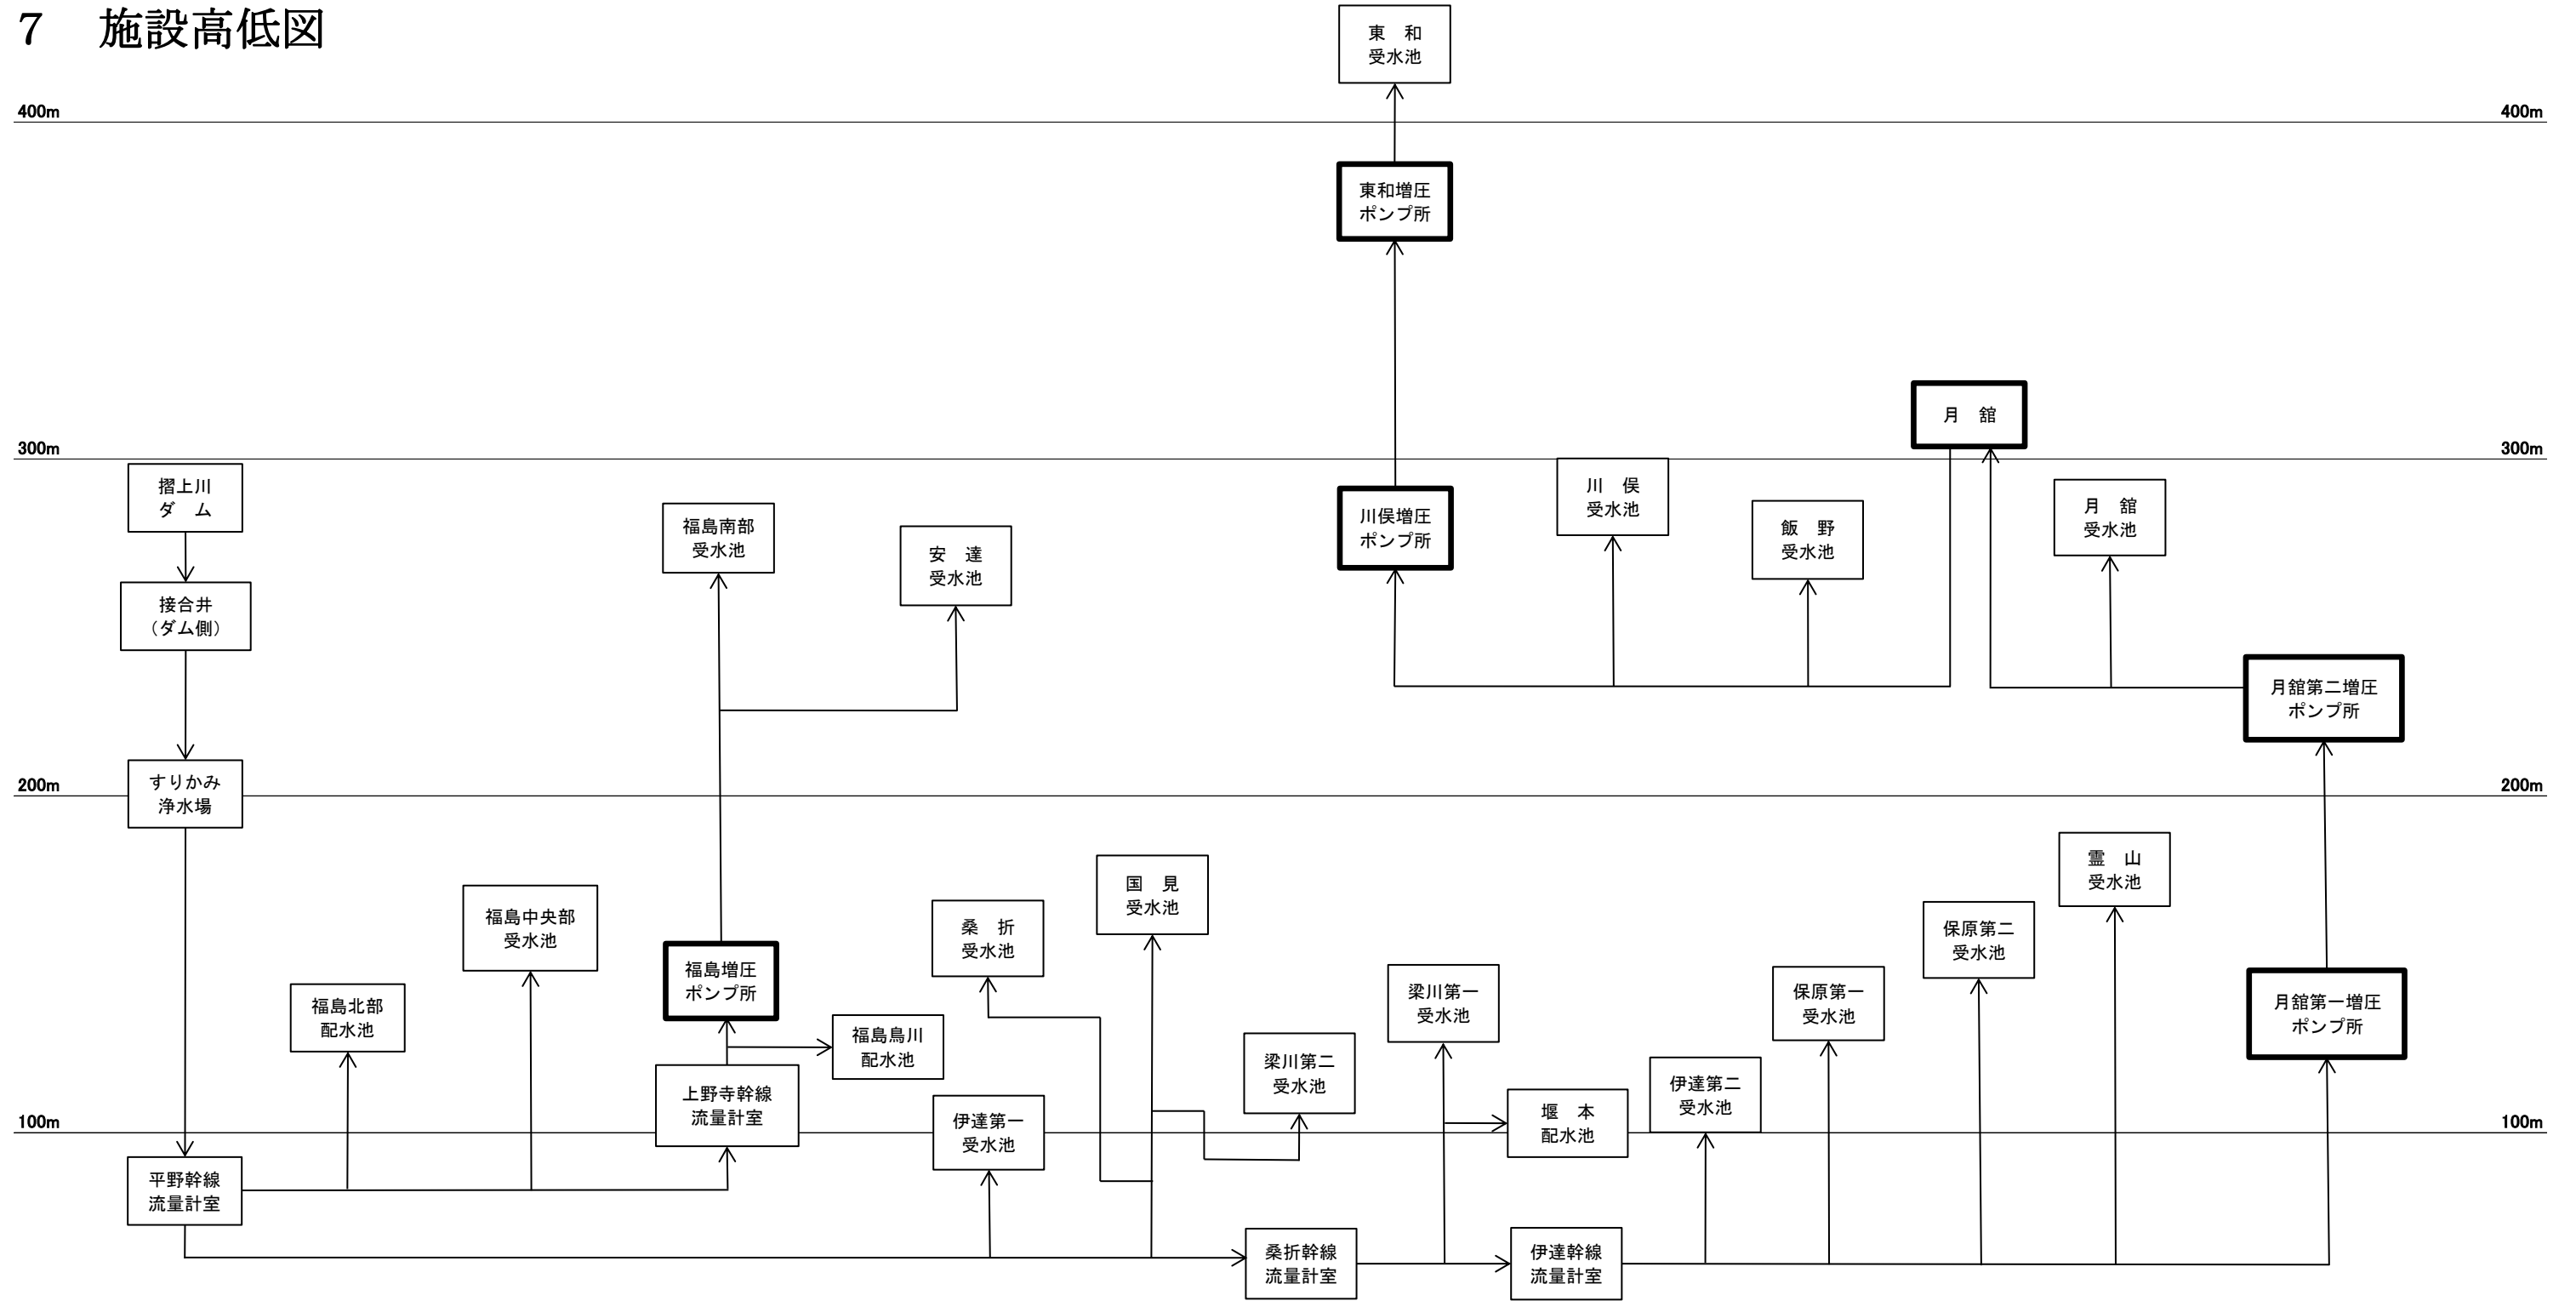 7　施設高低図
東　和
受水池
400m
400m
東和増圧
ポンプ所
月　舘
300m
300m
摺上川
ダ　ム
福島南部
受水池
安　達
受水池
川俣増圧
ポンプ所
川　俣
受水池
飯　野
受水池
月　舘
受水池
接合井
（ダム側）
月舘第二増圧
ポンプ所
すりかみ
浄水場
200m
200m
福島北部
配水池
福島中央部
受水池
福島増圧
ポンプ所
福島鳥川
配水池
上野寺幹線
流量計室
桑　折
受水池
国　見
受水池
伊達第一
受水池
梁川第二
受水池
梁川第一
受水池
堰　本
配水池
伊達第二
受水池
保原第一
受水池
保原第二
受水池
霊　山
受水池
月舘第一増圧
ポンプ所
100m
100m
平野幹線
流量計室
桑折幹線
流量計室
伊達幹線
流量計室